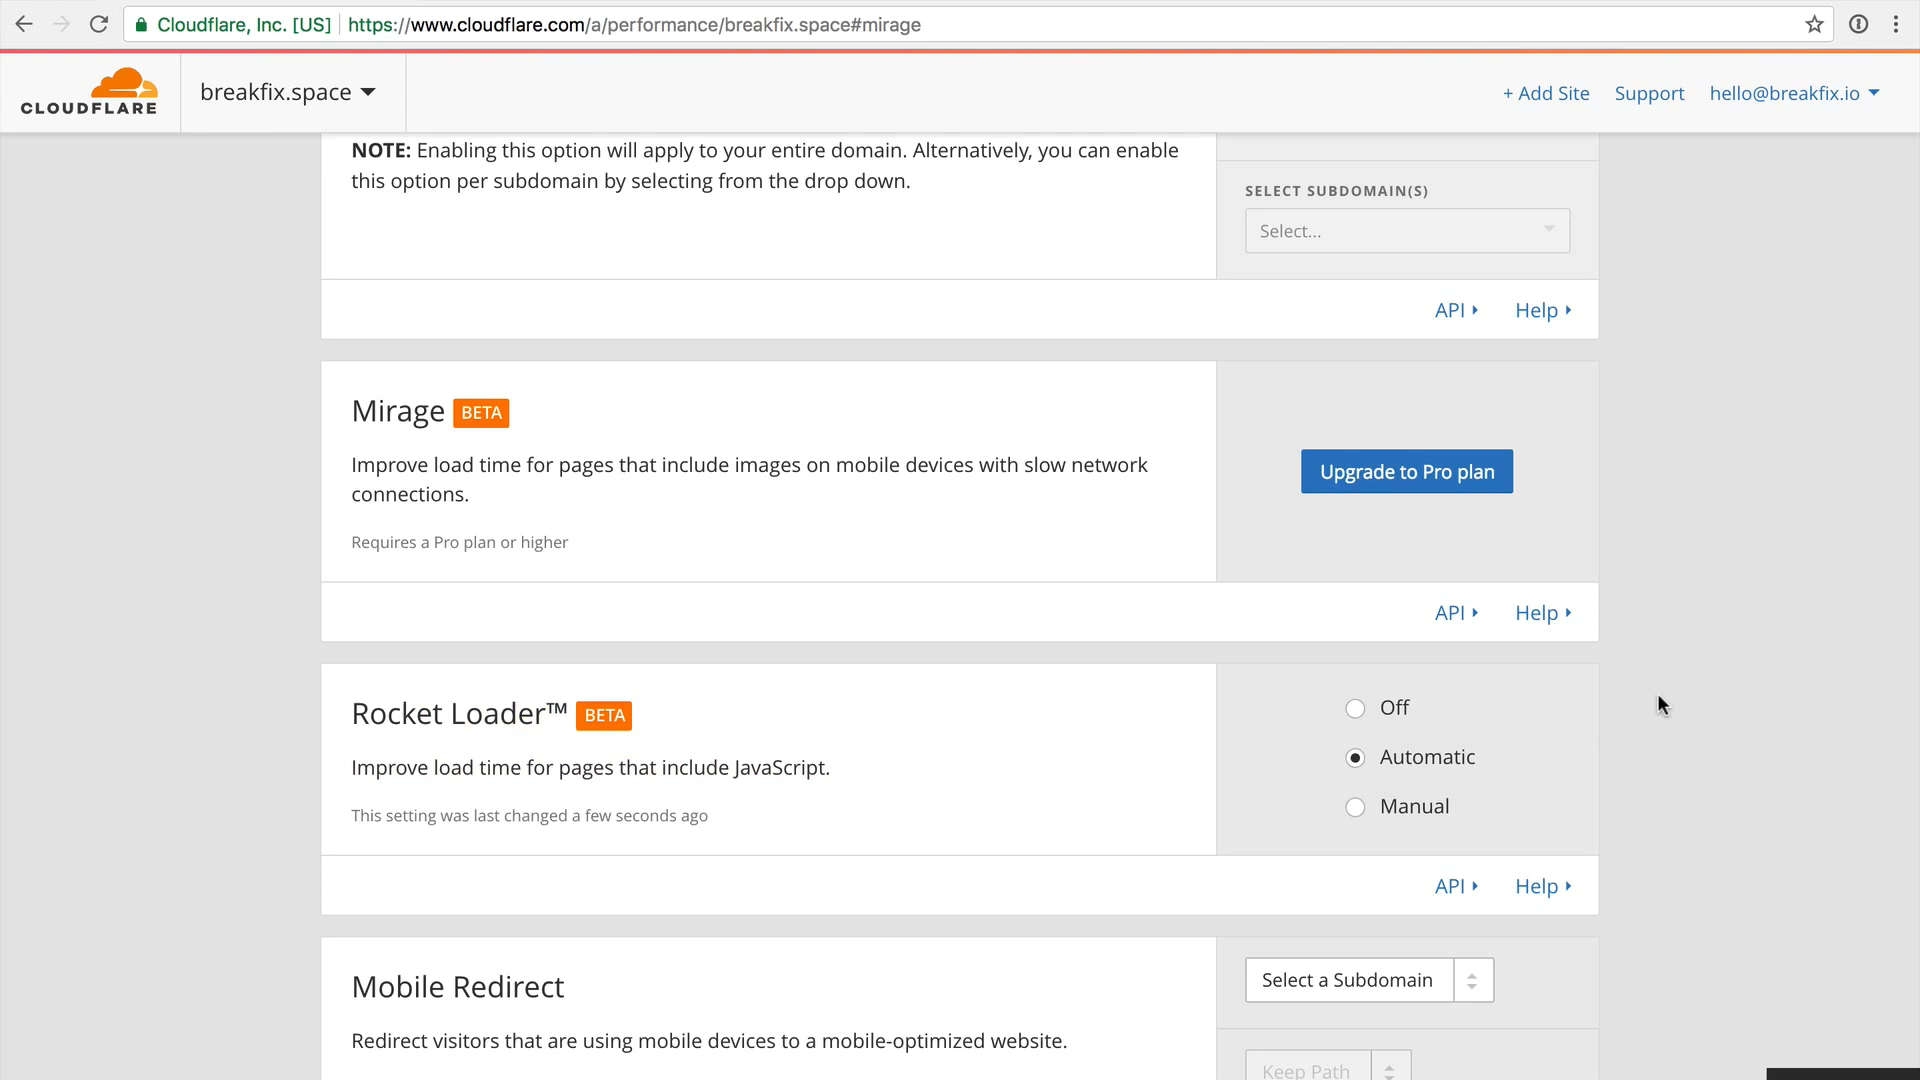 Cloudflare, Inc. [US] https://www.cloudflare.com/a/performance/breakfix.space#mirage
CLOUDFLARE
breakfix.space
+ Add Site Support hello@breakfix.io
NOTE: Enabling this option will apply to your entire domain. Alternatively, you can enable
this option per subdomain by selecting from the drop down.
SELECT SUBDOMAIN(S)
Select...
API Help
Mirage BETA
Improve load time for pages that include images on mobile devices with slow network
connections.
Requires a Pro plan or higher
Upgrade to Pro plan
API Help
Rocket Loader™ BETA
Improve load time for pages that include JavaScript.
This setting was last changed a few seconds ago
Off
Automatic
Manual
API Help
Mobile Redirect
Redirect visitors that are using mobile devices to a mobile-optimized website.
Select a Subdomain
Keep Path